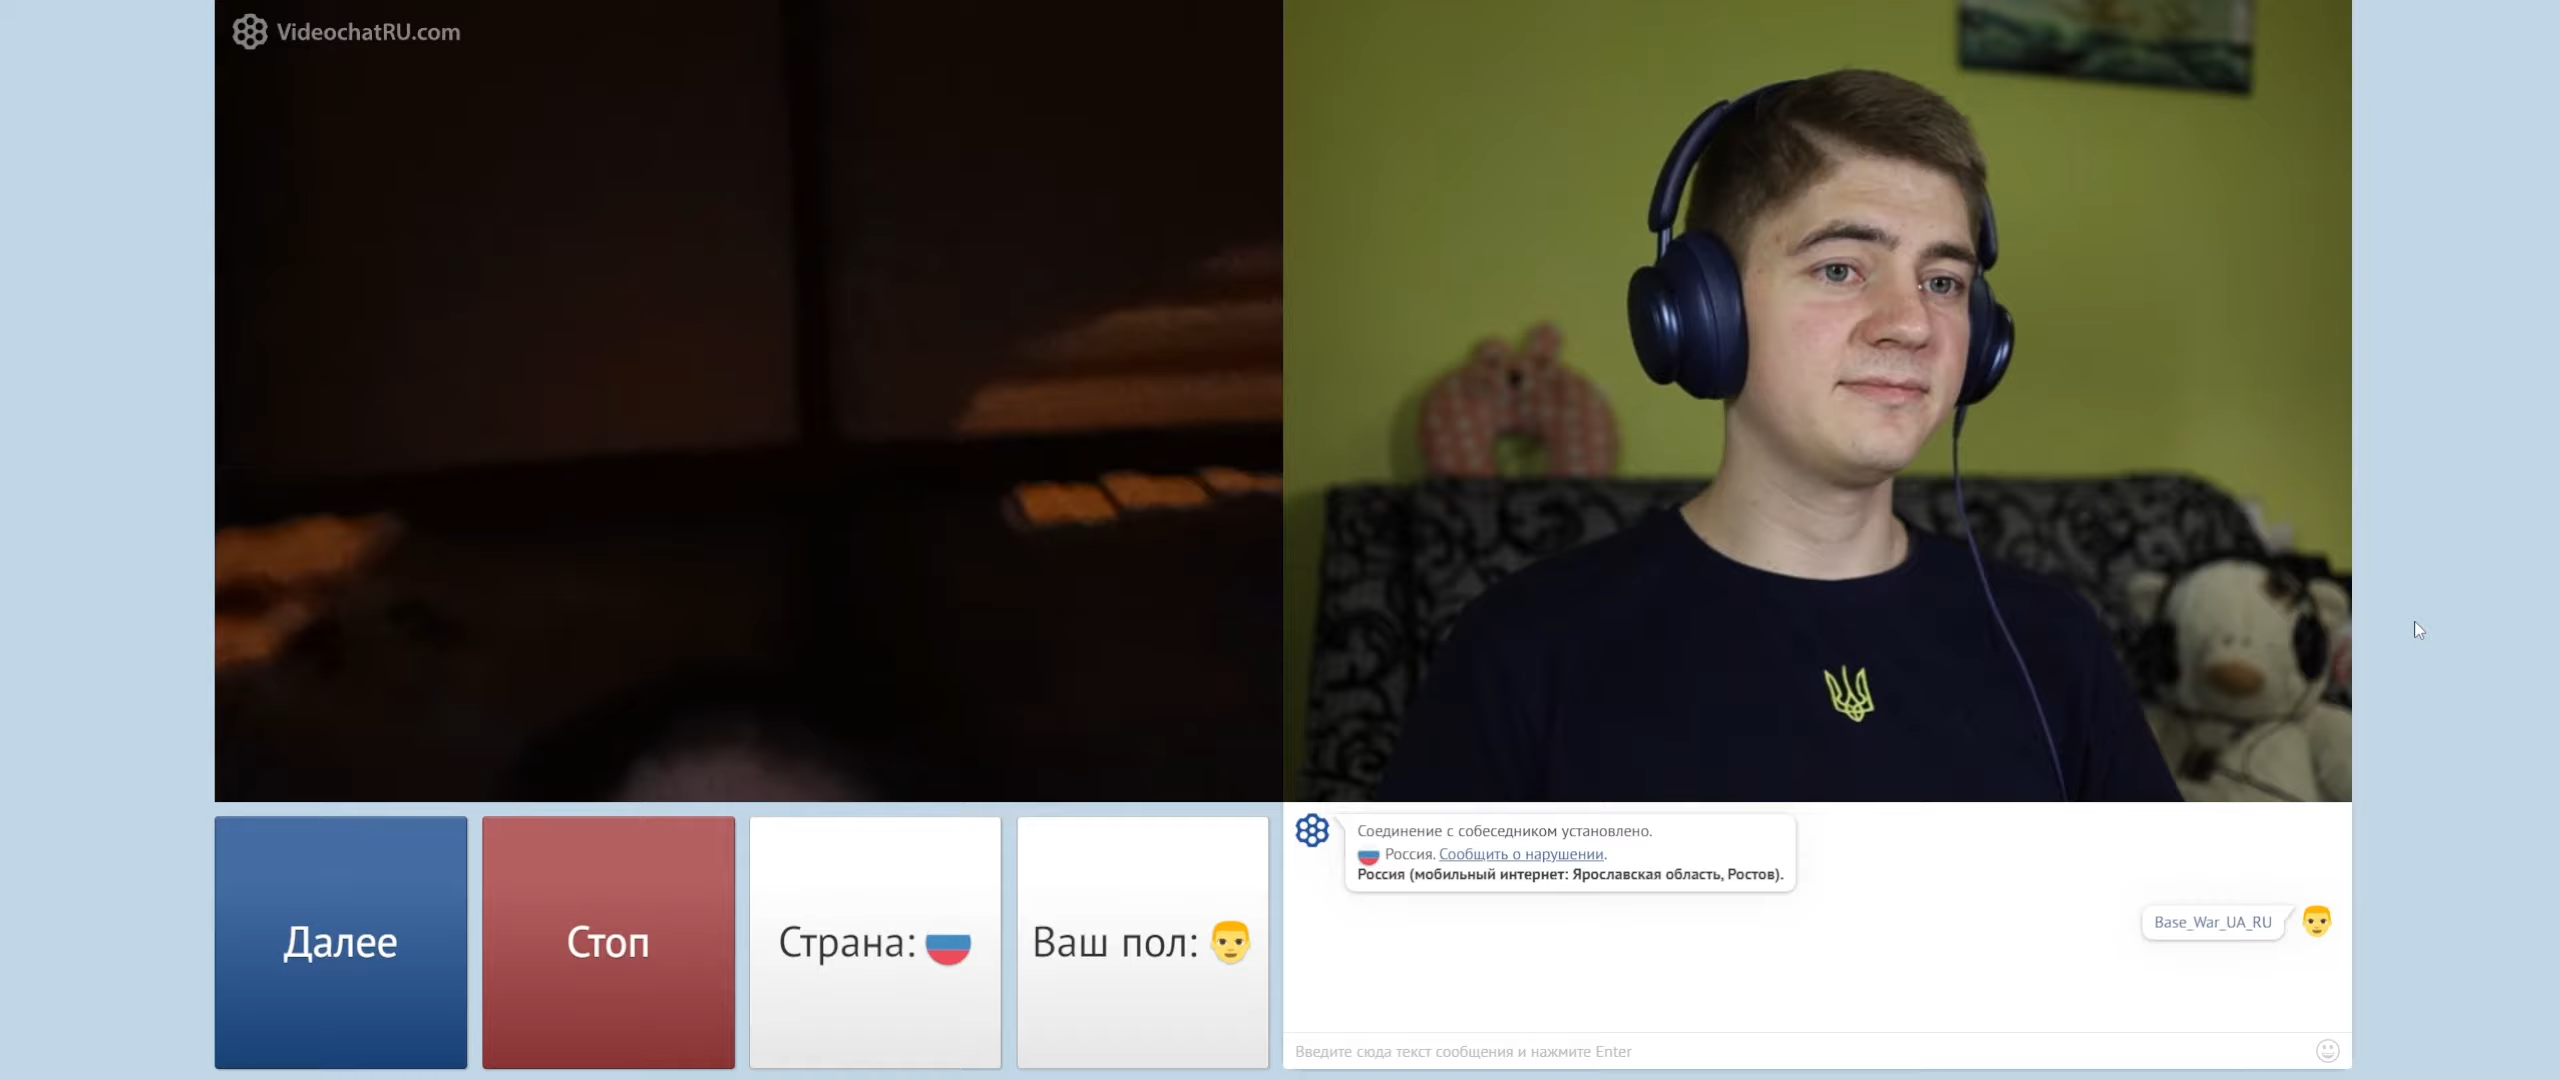 VideochatRU.com
Далее
Стоп
Страна:
Ваш пол:
Соединение с собеседником установлено.
Россия. Сообщить о нарушении.
Россия (мобильный интернет: Ярославская область, Ростов).
Base_War_UA_RU
Введите сюда текст сообщения и нажмите Enter